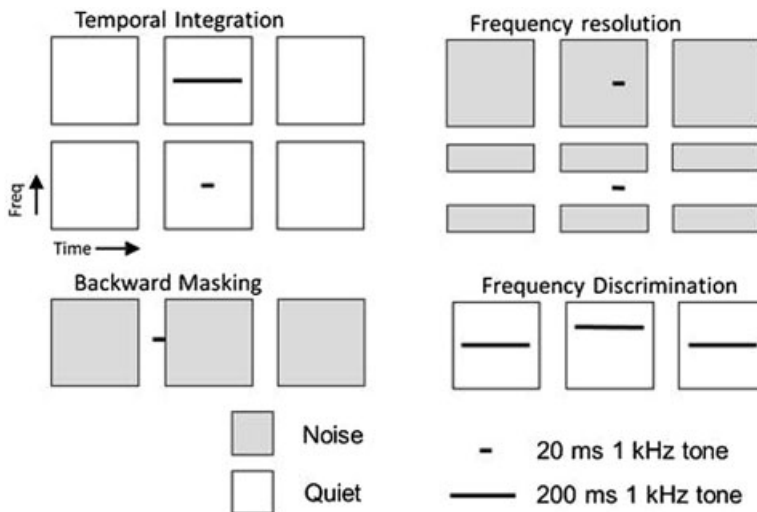 Temporal Integration
Frequency resolution
Freq
Time
Backward Masking
Frequency Discrimination
Noise
20 ms 1 kHz tone
Quiet
200 ms 1 kHz tone